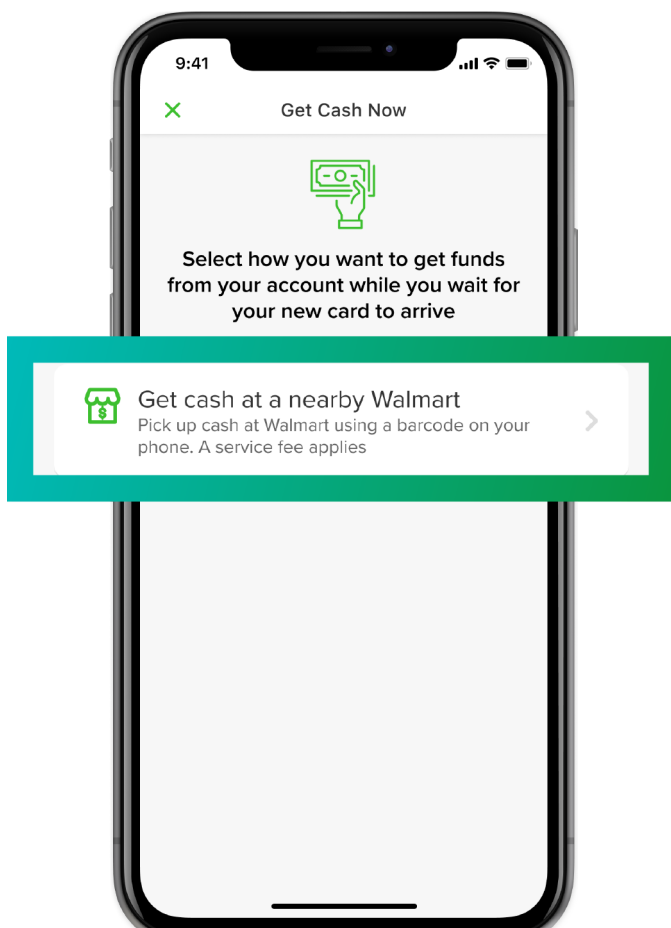 9:41
Get Cash Now
Select how you want to get funds
from your account while you wait for
your new card to arrive
$
Get cash at a nearby Walmart
Pick up cash at Walmart using a barcode on your
phone. A service fee applies